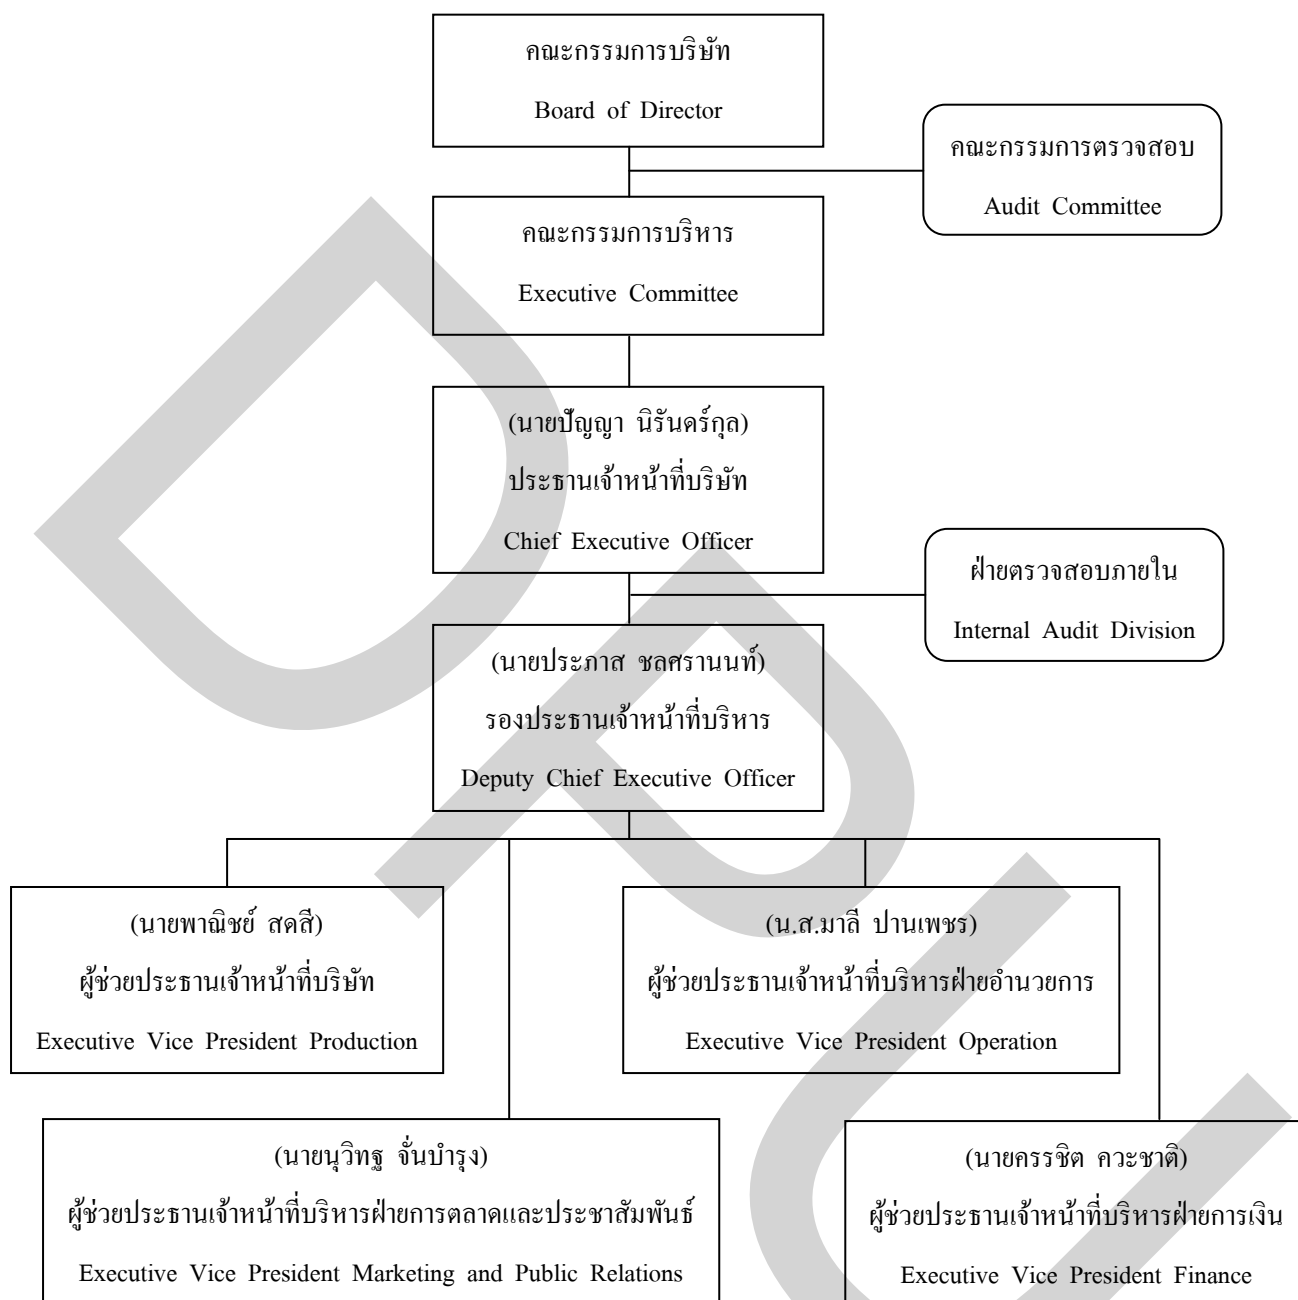 คณะกรรมการบริษัท
Board of Director
คณะกรรมการตรวจสอบ
Audit Committee
คณะกรรมการบริหาร
Executive Committee
(นายปัญญา นิรันดร์กุล)
ประธานเจ้าหน้าที่บริษัท
Chief Executive Officer
ฝ่ายตรวจสอบภายใน
Internal Audit Division
(นายประภาส ชลศรานนท์)
รองประธานเจ้าหน้าที่บริหาร
Deputy Chief Executive Officer
(นายพาณิชย์ สดสี)
ผู้ช่วยประธานเจ้าหน้าที่บริษัท
Executive Vice President Production
(น.ส.มาลี ปานเพชร)
ผู้ช่วยประธานเจ้าหน้าที่บริหารฝ่ายอำนวยการ
Executive Vice President Operation
(นายนุวิทฐ จั่นบำรุง)
ผู้ช่วยประธานเจ้าหน้าที่บริหารฝ่ายการตลาดและประชาสัมพันธ์
Executive Vice President Marketing and Public Relations
(นายครรชิต ควะชาติ)
ผู้ช่วยประธานเจ้าหน้าที่บริหารฝ่ายการเงิน
Executive Vice President Finance
DPU